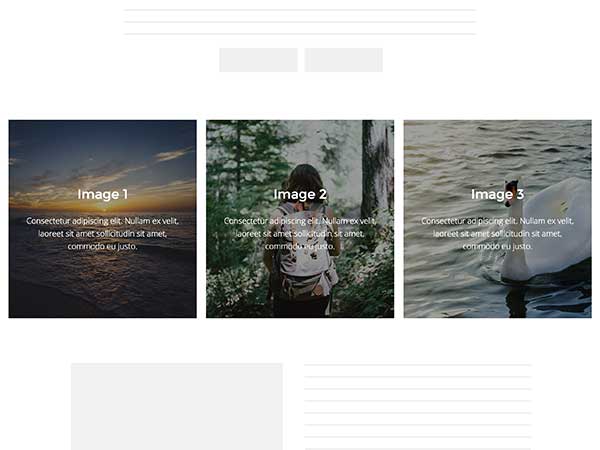 Image 1
Consectetur adipiscing elit. Nullam ex velit,
laoreet sit amet sollicitudin sit amet,
commodo eu justo.
Image 2
Consectetur adipiscing elit. Nullam ex velit,
laoreet sit amet sollicitudin sit amet,
commodo eu justo.
Image 3
Consectetur adipiscing elit. Nullam ex velit,
laoreet sit amet sollicitudin sit amet,
commodo eu justo.